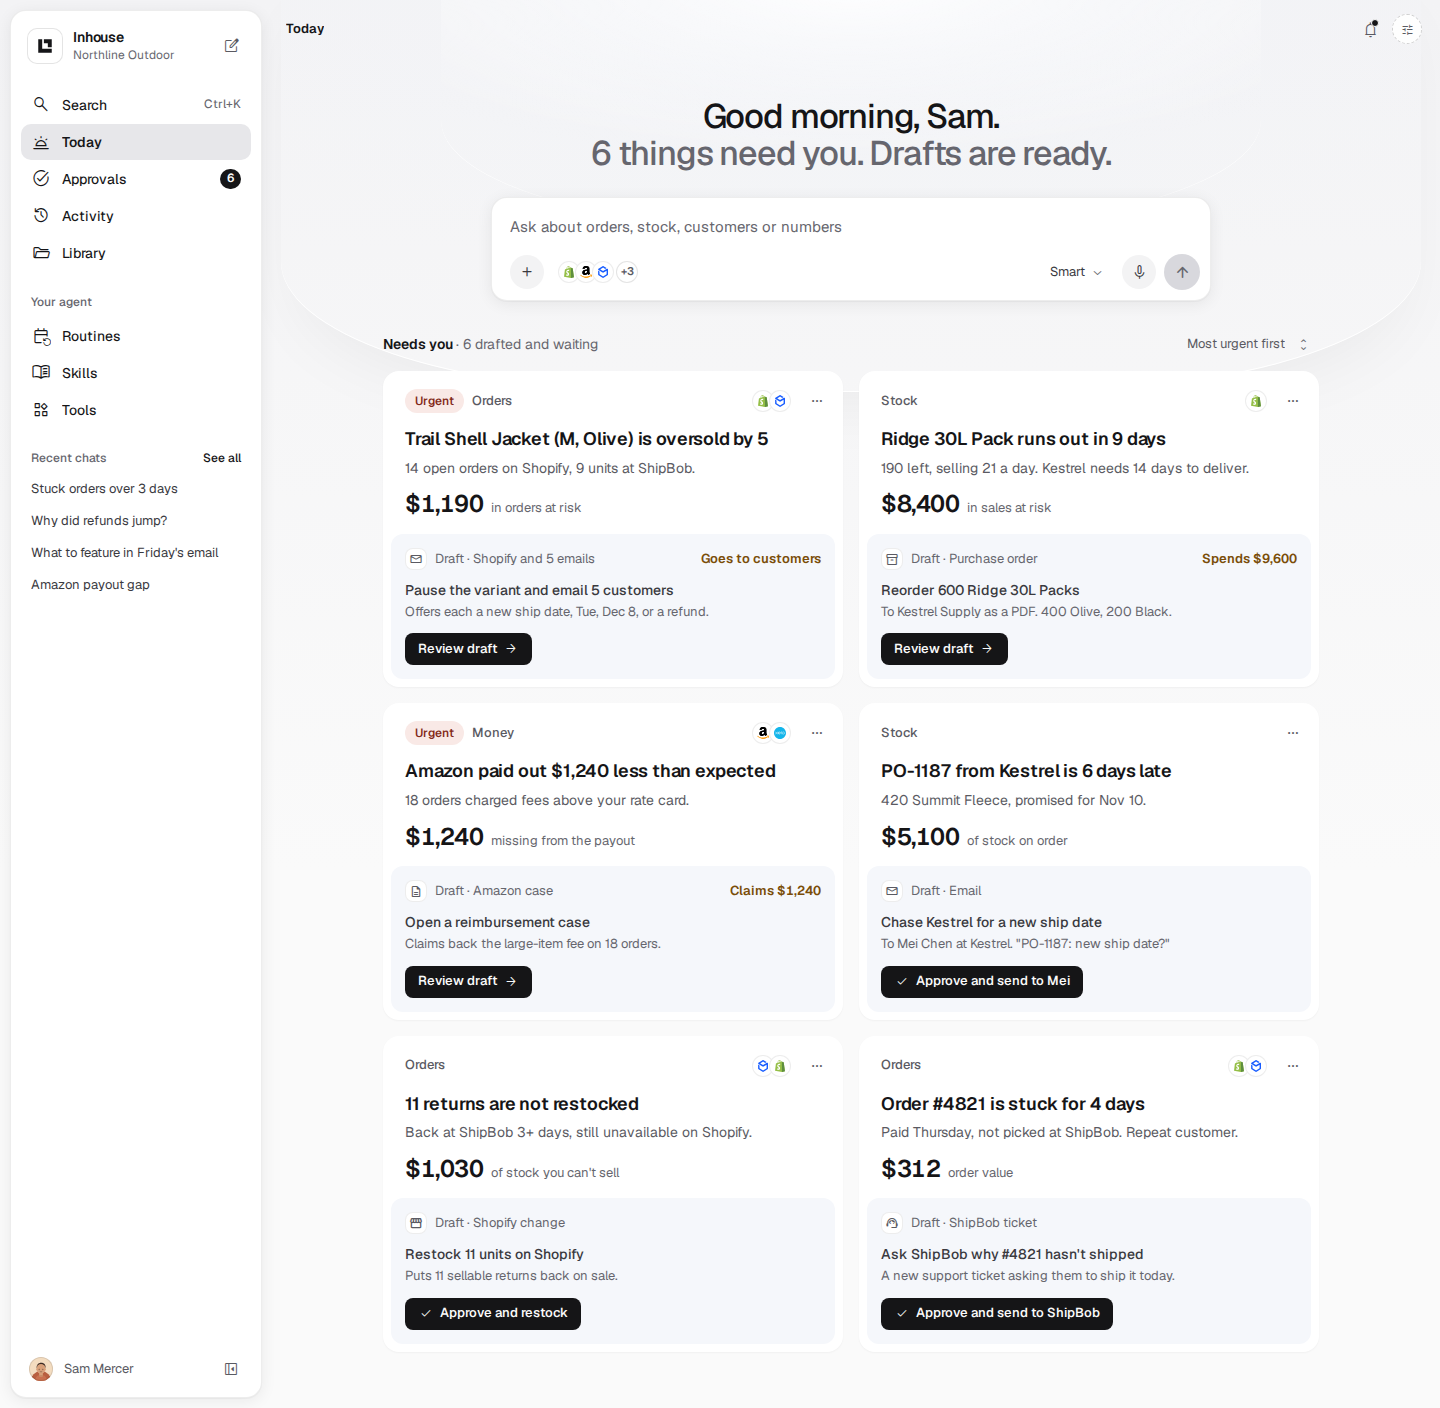 Inhouse
Northline Outdoor
Search Ctrl+K
Today
Approvals 6
Activity
Library
Your agent
Routines
Skills
Tools
Recent chats See all
Stuck orders over 3 days
Why did refunds jump?
What to feature in Friday's email
Amazon payout gap
Sam Mercer
Today
Good morning, Sam.
6 things need you. Drafts are ready.
Ask about orders, stock, customers or numbers
+3
Smart
Needs you · 6 drafted and waiting
Most urgent first
Urgent Orders
Trail Shell Jacket (M, Olive) is oversold by 5
14 open orders on Shopify, 9 units at ShipBob.
$1,190 in orders at risk
Draft · Shopify and 5 emails Goes to customers
Pause the variant and email 5 customers
Offers each a new ship date, Tue, Dec 8, or a refund.
Review draft
Stock
Ridge 30L Pack runs out in 9 days
190 left, selling 21 a day. Kestrel needs 14 days to deliver.
$8,400 in sales at risk
Draft · Purchase order Spends $9,600
Reorder 600 Ridge 30L Packs
To Kestrel Supply as a PDF. 400 Olive, 200 Black.
Review draft
Urgent Money
Amazon paid out $1,240 less than expected
18 orders charged fees above your rate card.
$1,240 missing from the payout
Draft · Amazon case Claims $1,240
Open a reimbursement case
Claims back the large-item fee on 18 orders.
Review draft
Stock
PO-1187 from Kestrel is 6 days late
420 Summit Fleece, promised for Nov 10.
$5,100 of stock on order
Draft · Email
Chase Kestrel for a new ship date
To Mei Chen at Kestrel. "PO-1187: new ship date?"
Approve and send to Mei
Orders
11 returns are not restocked
Back at ShipBob 3+ days, still unavailable on Shopify.
$1,030 of stock you can't sell
Draft · Shopify change
Restock 11 units on Shopify
Puts 11 sellable returns back on sale.
Approve and restock
Orders
Order #4821 is stuck for 4 days
Paid Thursday, not picked at ShipBob. Repeat customer.
$312 order value
Draft · ShipBob ticket
Ask ShipBob why #4821 hasn't shipped
A new support ticket asking them to ship it today.
Approve and send to ShipBob